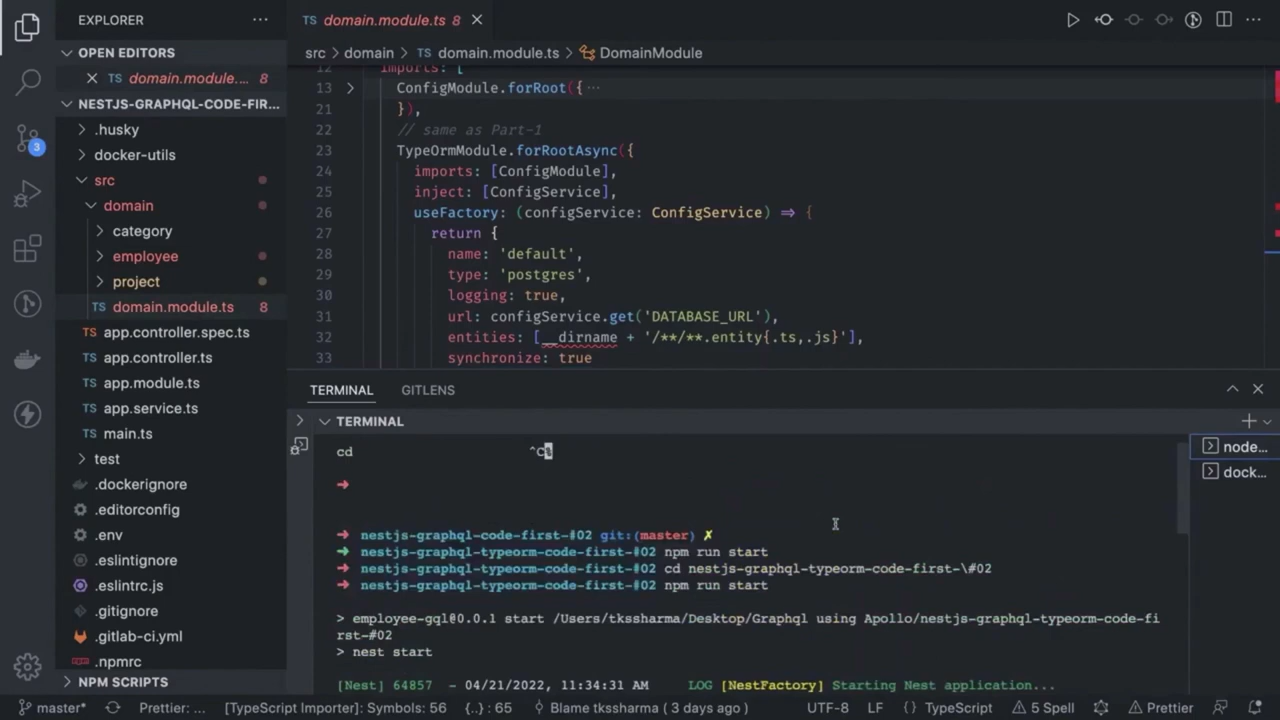 EXPLORER
OPEN EDITORS
TS domain.module.... 8
NESTJS-GRAPHQL-CODE-FIR...
.husky
docker-utils
src
domain
category
employee
project
TS domain.module.ts 8
TS app.controller.spec.ts
TS app.controller.ts
TS app.module.ts
TS app.service.ts
TS main.ts
test
.dockerignore
.editorconfig
.env
.eslintignore
.eslintrc.js
.gitignore
.gitlab-ci.yml
.npmrc
NPM SCRIPTS
3
TS domain.module.ts 8
src > domain > TS domain.module.ts > DomainModule
12 imports: [
13 ConfigModule.forRoot({ ...
21 }),
22 // same as Part-1
23 TypeOrmModule.forRootAsync({
24 imports: [ConfigModule],
25 inject: [ConfigService],
26 useFactory: (configService: ConfigService) => {
27 return {
28 name: 'default',
29 type: 'postgres',
30 logging: true,
31 url: configService.get('DATABASE_URL'),
32 entities: [__dirname + '/**/**.entity{.ts,.js}'],
33 synchronize: true
TERMINAL GITLENS
TERMINAL
node...
dock...
cd ^C%
➜
➜ nestjs-graphql-code-first-#02 git:(master) ✗
➜ nestjs-graphql-typeorm-code-first-#02 npm run start
➜ nestjs-graphql-typeorm-code-first-#02 cd nestjs-graphql-typeorm-code-first-\#02
➜ nestjs-graphql-typeorm-code-first-#02 npm run start
> employee-gql@0.0.1 start /Users/tkssharma/Desktop/Graphql using Apollo/nestjs-graphql-typeorm-code-fi
rst-#02
> nest start
[Nest] 64857 - 04/21/2022, 11:34:31 AM LOG [NestFactory] Starting Nest application...
master* Prettier: ... [TypeScript Importer]: Symbols: 56 {..} : 65 Blame tkssharma ( 3 days ago ) UTF-8 LF {} TypeScript 5 Spell Prettier